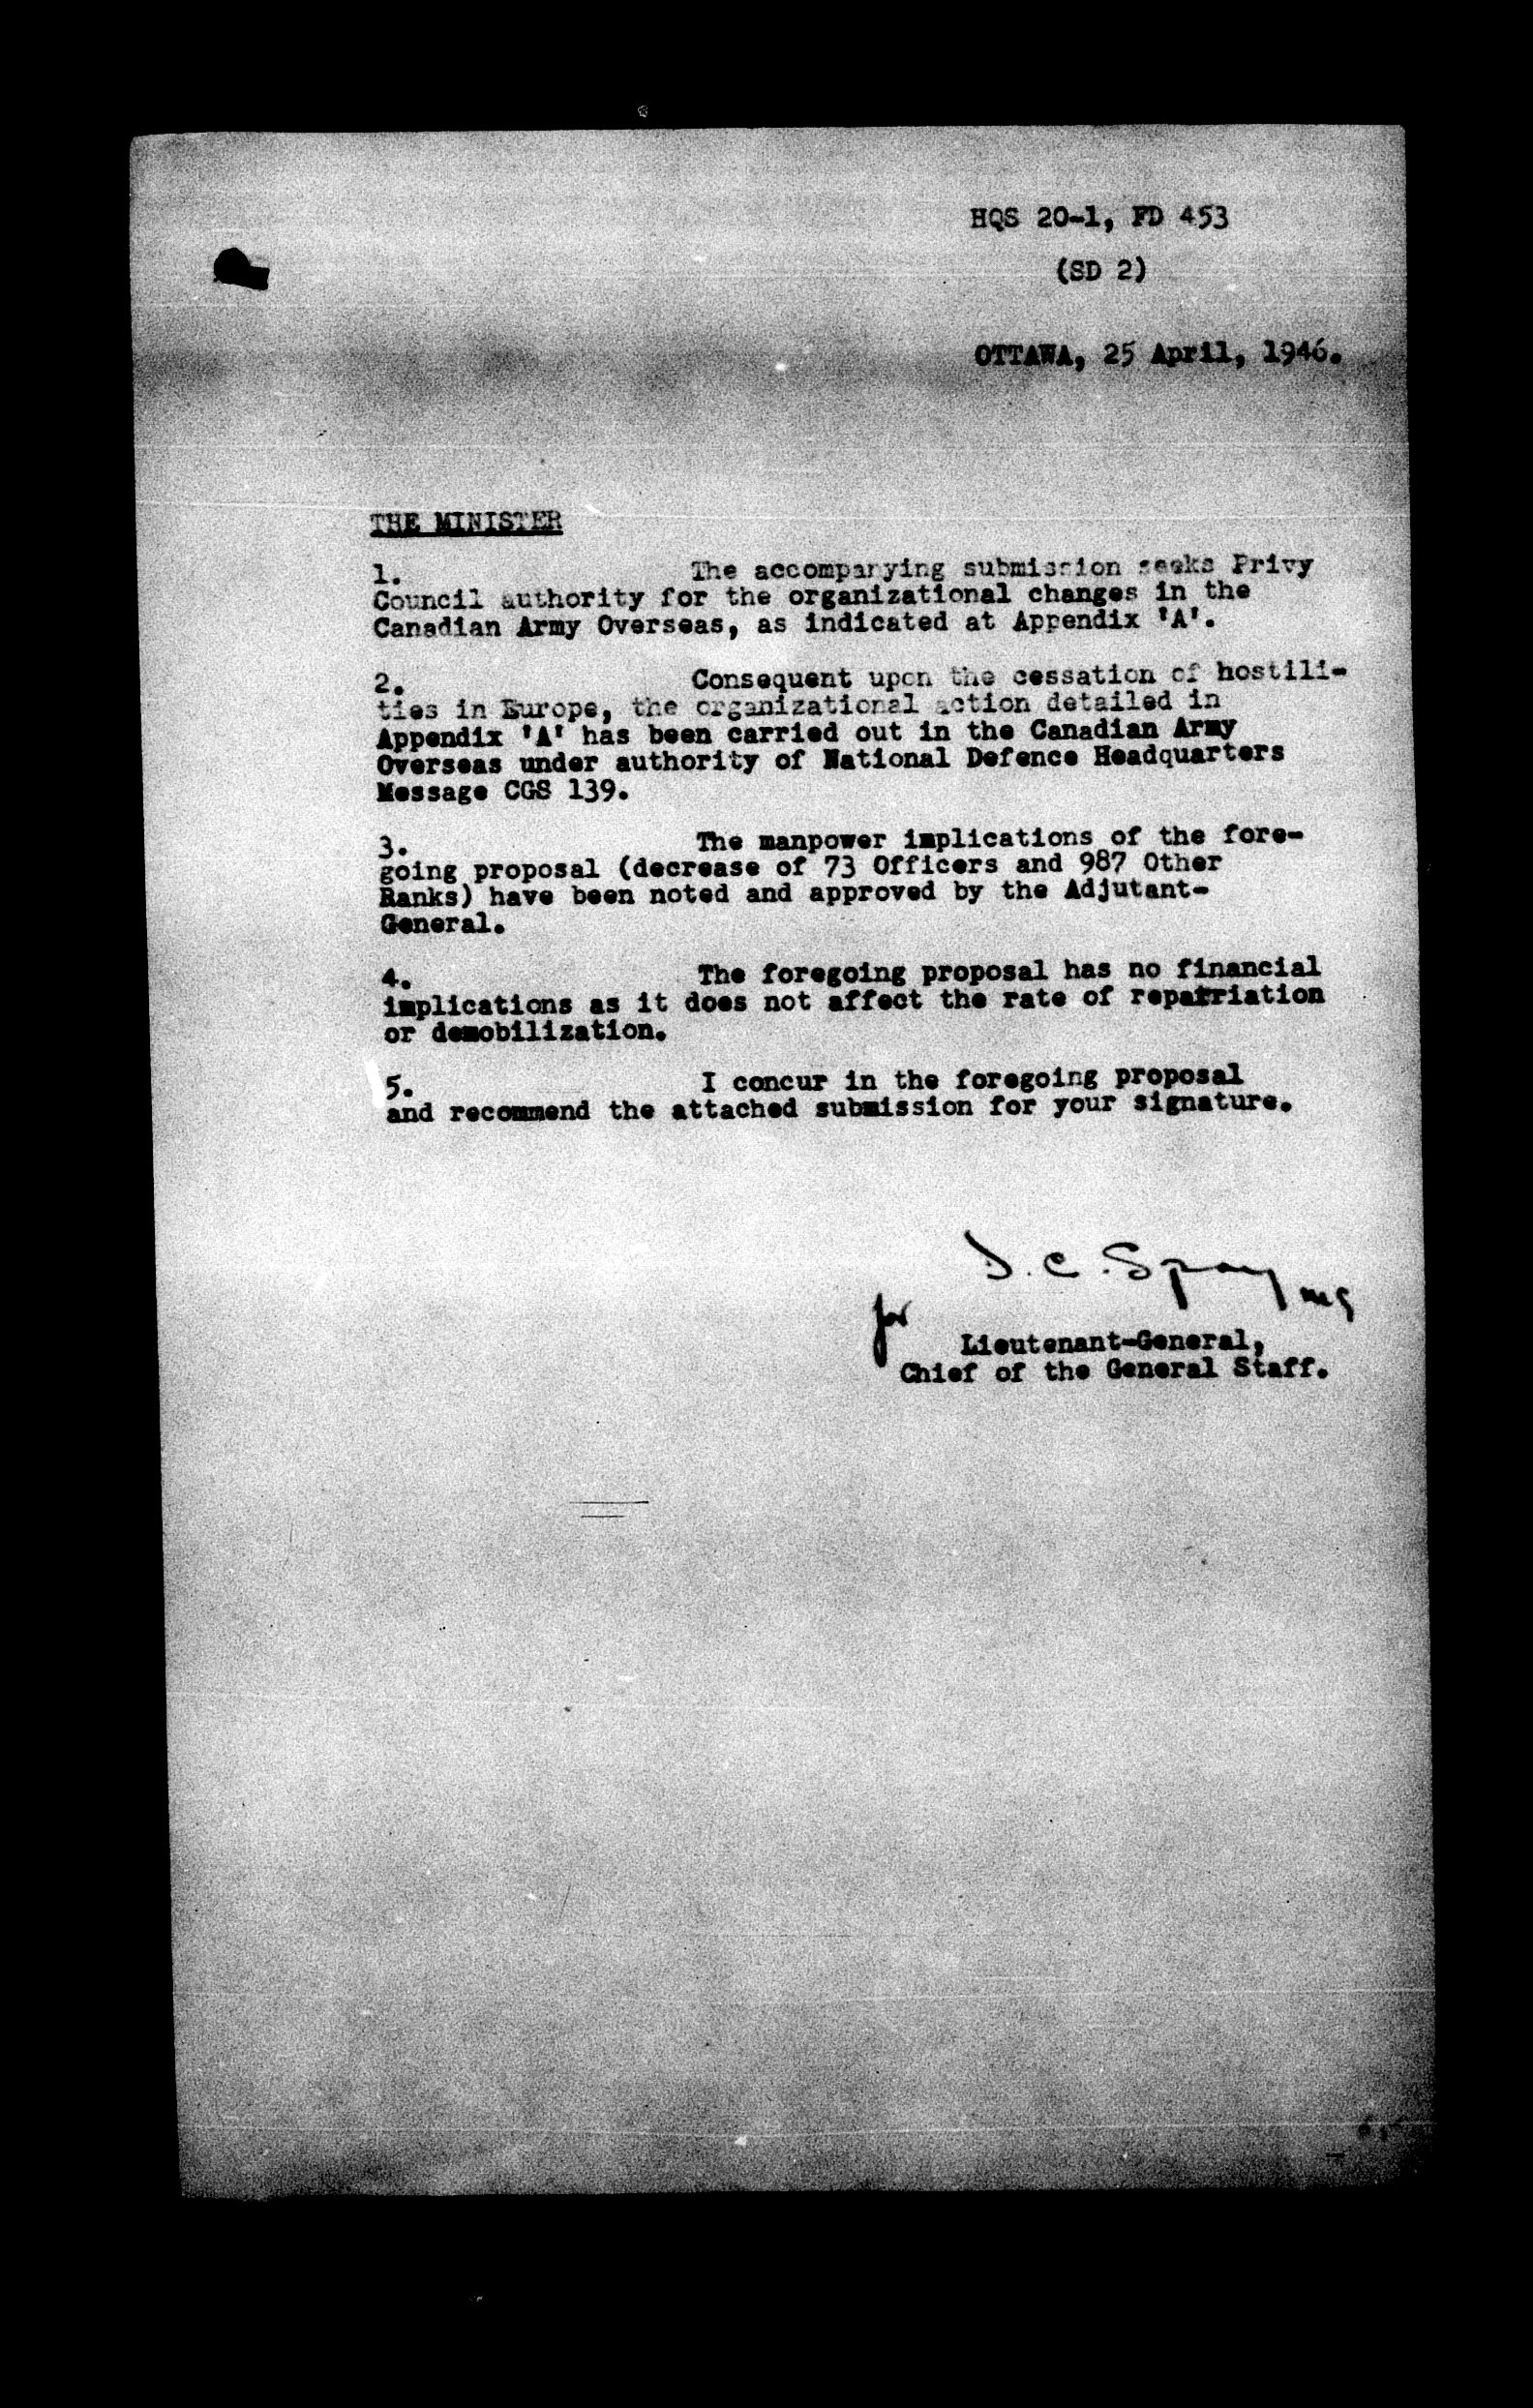 HQS 20-1, FD 453
(SD 2)
OTTAWA, 25 April, 1946.
THE MINISTER
1. The accompanying submission seeks Privy
Council authority for the organizational changes in the
Canadian Army Overseas, as indicated at Appendix 'A'.
2. Consequent upon the cessation of hostili-
ties in Europe, the organizational action detailed in
Appendix 'A' has been carried out in the Canadian Army
Overseas under authority of National Defence Headquarters
Message CGS 139.
3. The manpower implications of the fore-
going proposal (decrease of 73 Officers and 987 Other
Ranks) have been noted and approved by the Adjutant-
General.
4. The foregoing proposal has no financial
implications as it does not affect the rate of repatriation
or demobilization.
5. I concur in the foregoing proposal
and recommend the attached submission for your signature.
D. C. Spry MG
for
Lieutenant-General,
Chief of the General Staff.